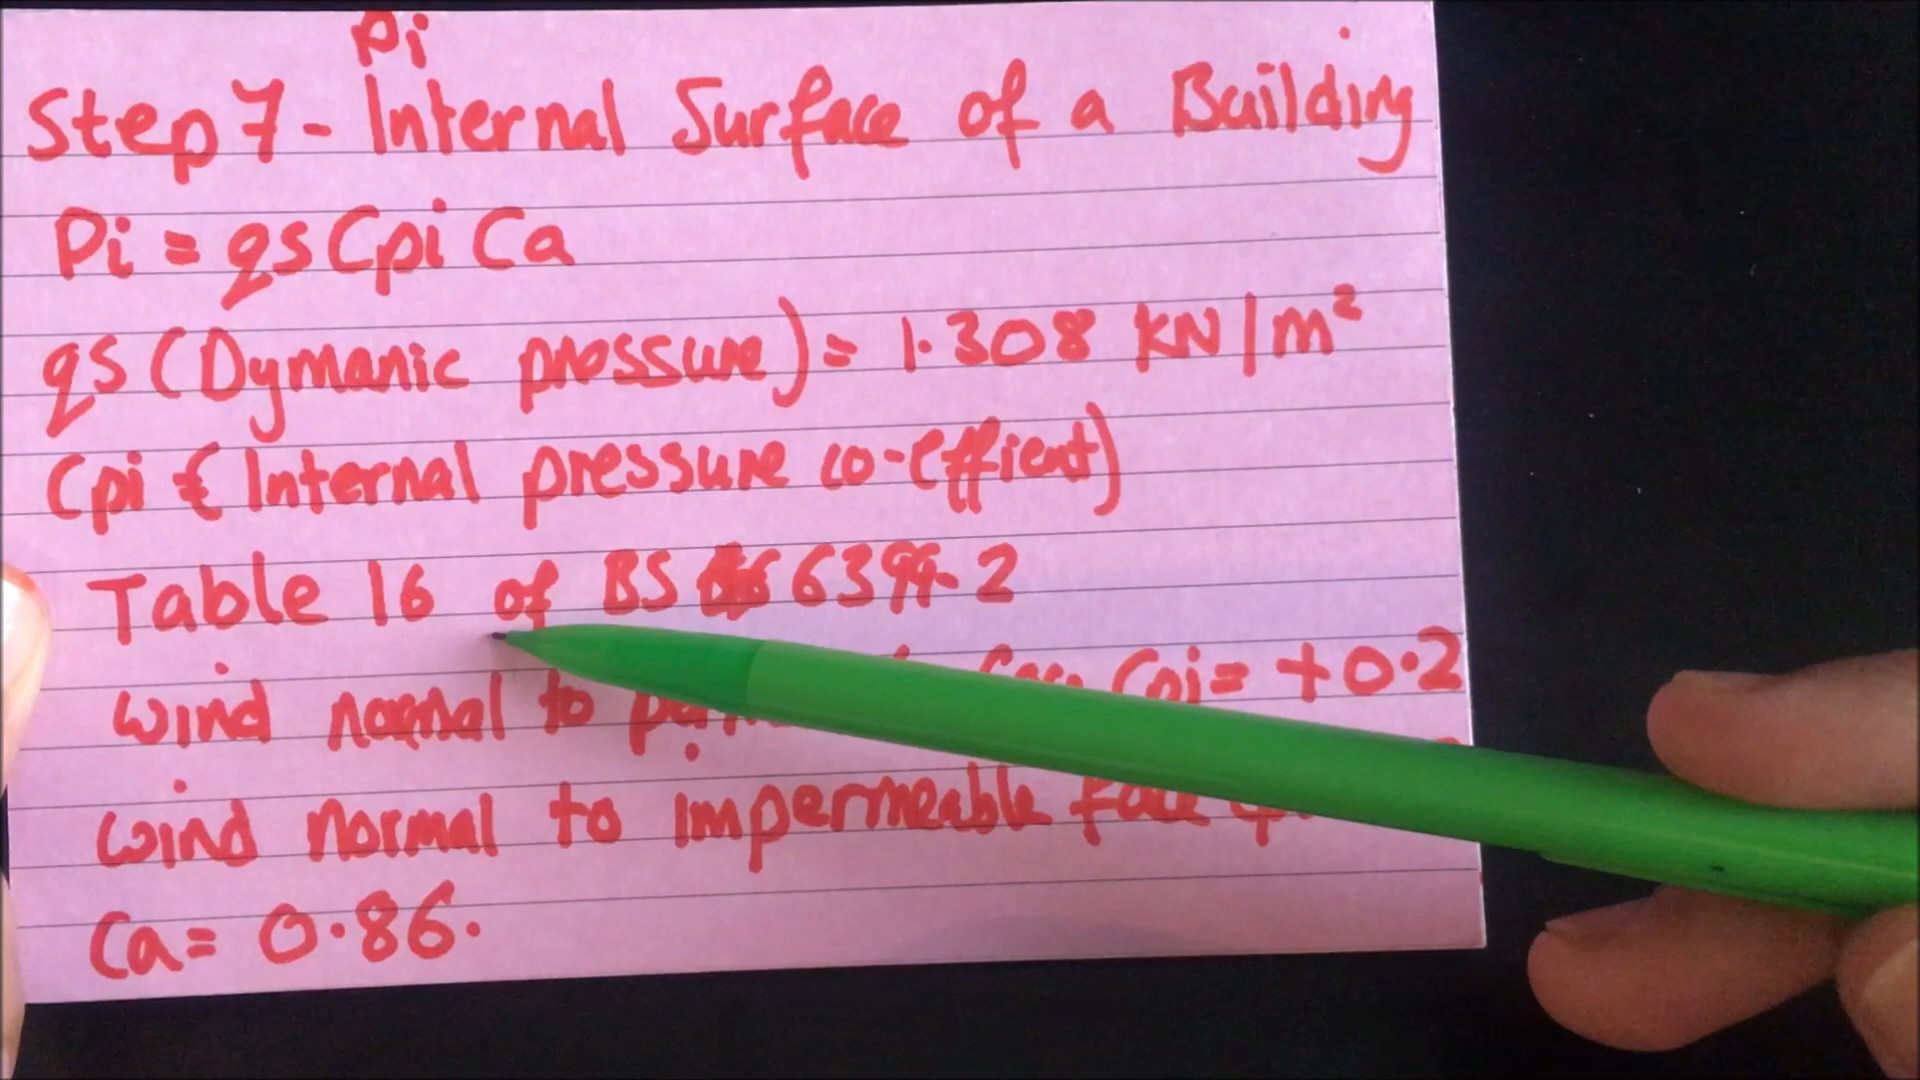 Pi
Step 7 - Internal Surface of a Building
Pi = qs Cpi Ca
qs (Dymanic pressure) = 1.308 KN/m²
Cpi (Internal pressure co-effient)
Table 16 of BS 6399-2
wind normal to Cpi = +0.2
wind normal to impermeable face
Ca = 0.86.